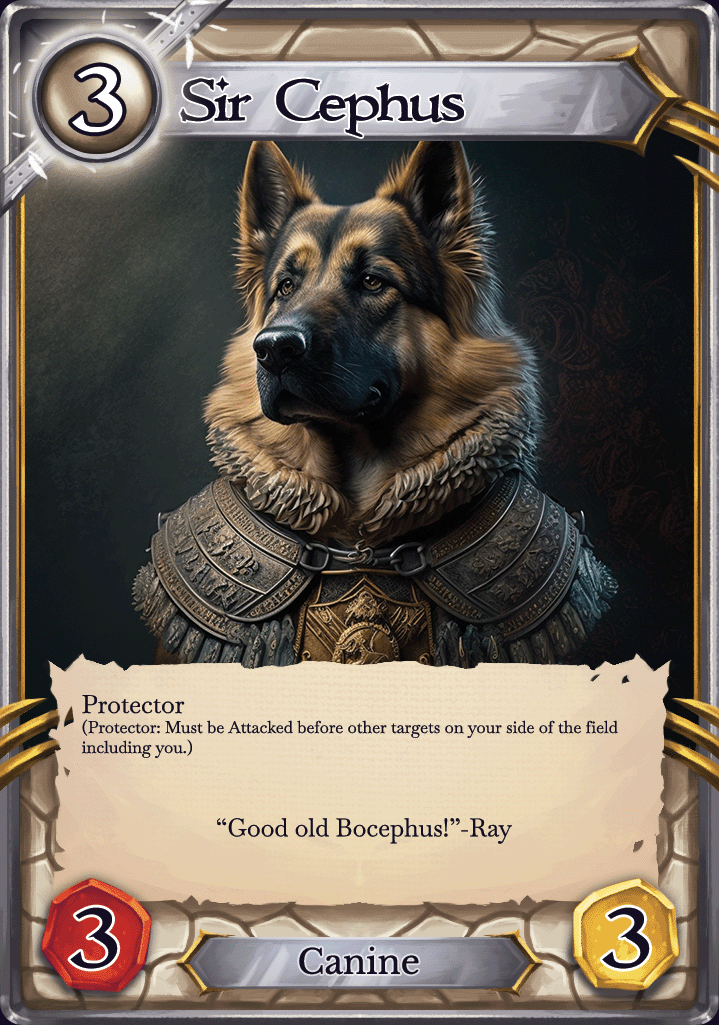 3
Sir Cephus
Protector
(Protector: Must be Attacked before other targets on your side of the field
including you.)
“Good old Bocephus!”-Ray
3
Canine
3